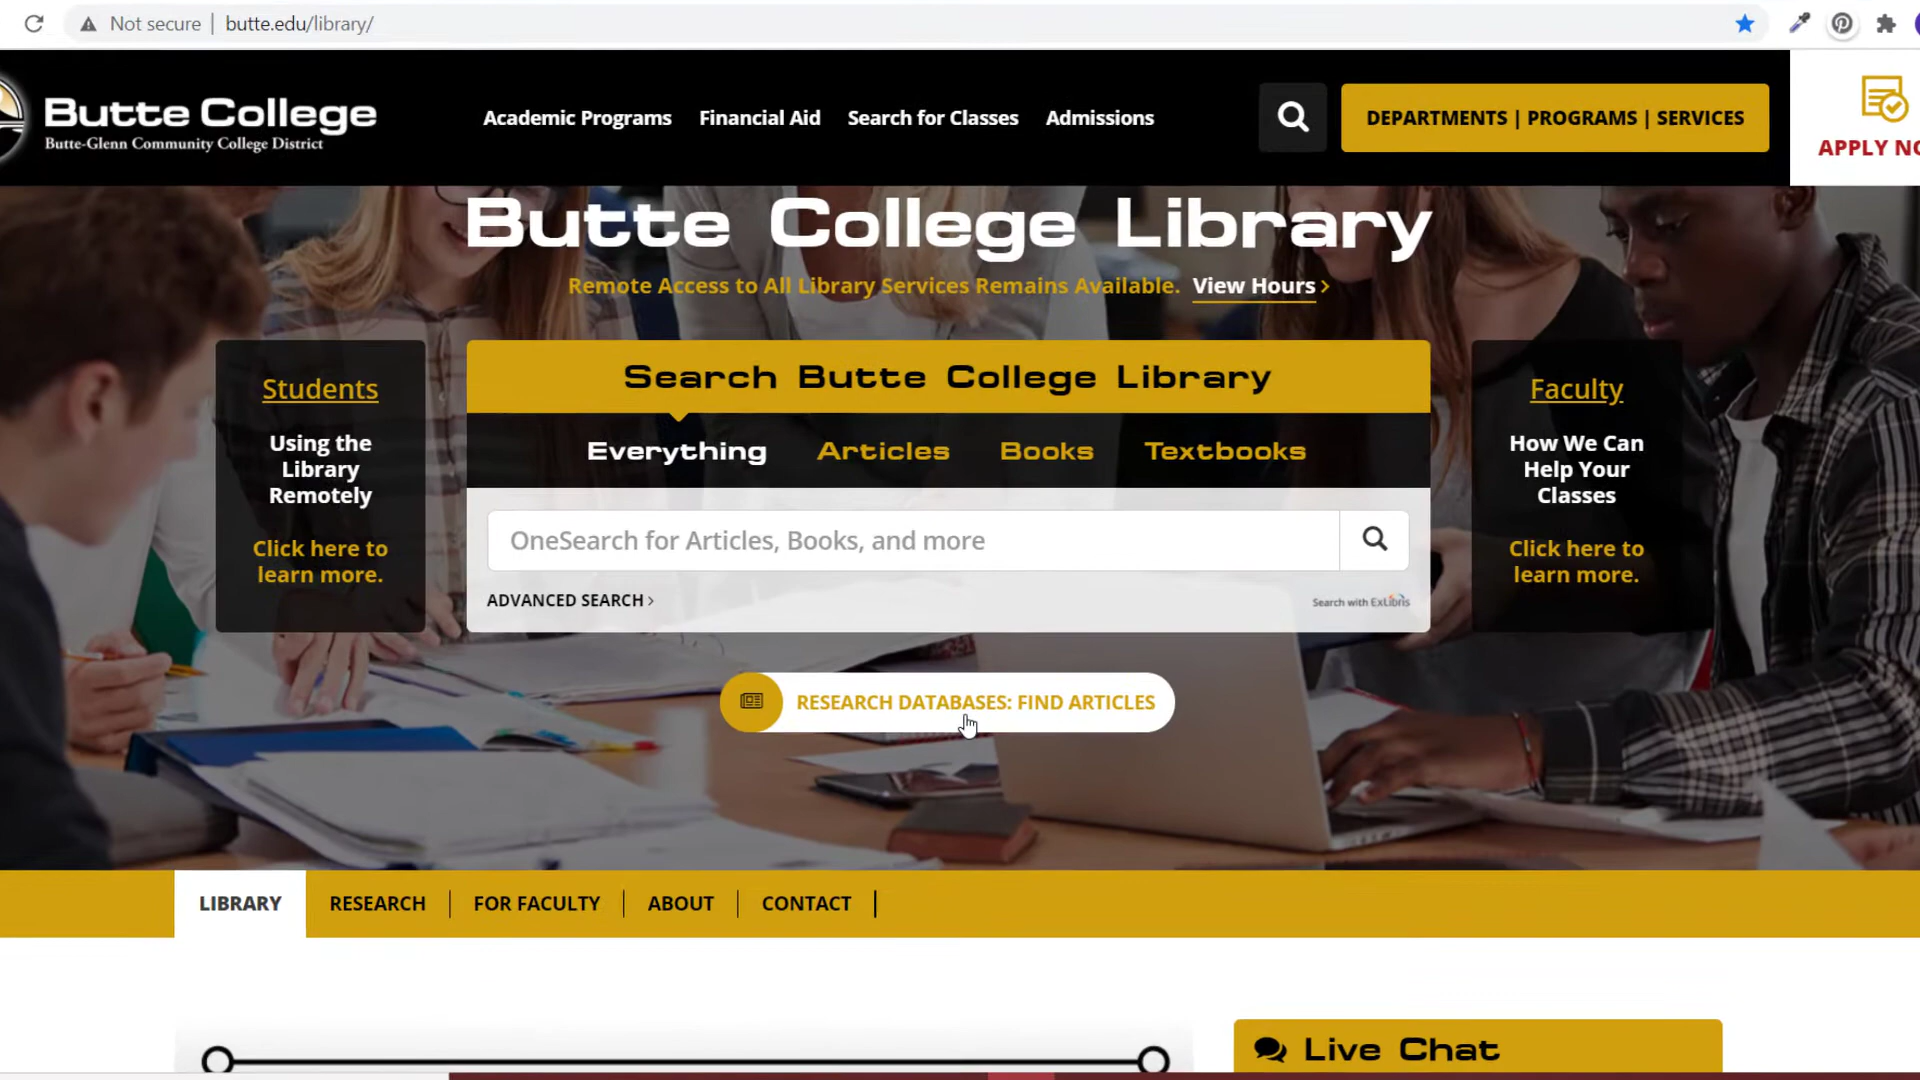 Not secure | butte.edu/library/
Butte College
Butte-Glenn Community College District
Academic Programs
Financial Aid
Search for Classes
Admissions
DEPARTMENTS | PROGRAMS | SERVICES
APPLY
Butte College Library
Remote Access to All Library Services Remains Available. View Hours ›
Students
Using the
Library
Remotely
Click here to
learn more.
Search Butte College Library
Everything
Articles
Books
Textbooks
OneSearch for Articles, Books, and more
ADVANCED SEARCH ›
Search with ExLibris
Faculty
How We Can
Help Your
Classes
Click here to
learn more.
RESEARCH DATABASES: FIND ARTICLES
LIBRARY
RESEARCH
FOR FACULTY
ABOUT
CONTACT
Live Chat